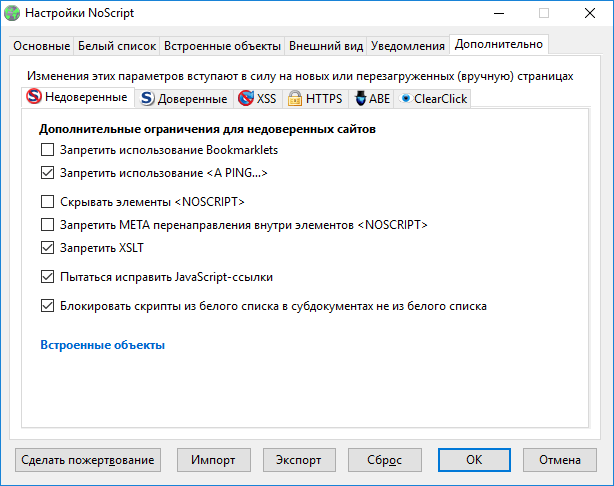 Настройки NoScript
Основные Белый список Встроенные объекты Внешний вид Уведомления Дополнительно
Изменения этих параметров вступают в силу на новых или перезагруженных (вручную) страницах
Недоверенные Доверенные XSS HTTPS ABE ClearClick
Дополнительные ограничения для недоверенных сайтов
Запретить использование Bookmarklets
Запретить использование <A PING...>
Скрывать элементы <NOSCRIPT>
Запретить META перенаправления внутри элементов <NOSCRIPT>
Запретить XSLT
Пытаться исправить JavaScript-ссылки
Блокировать скрипты из белого списка в субдокументах не из белого списка
Встроенные объекты
Сделать пожертвование Импорт Экспорт Сброс OK Отмена